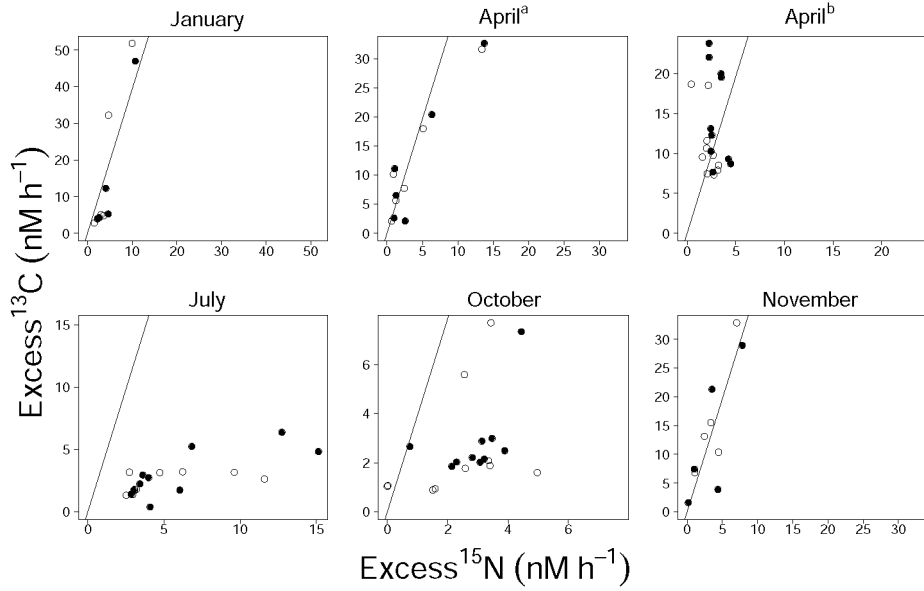 January
April^a
April^b
50
40
30
20
10
0
0 10 20 30 40 50
30
25
20
15
10
5
0
0 5 10 15 20 25 30
20
15
10
5
0
0 5 10 15 20
July
October
November
15
10
5
0
0 5 10 15
6
4
2
0
0 2 4 6
30
25
20
15
10
5
0
0 5 10 15 20 25 30
Excess^13C (nM h^−1)
Excess^15N (nM h^−1)